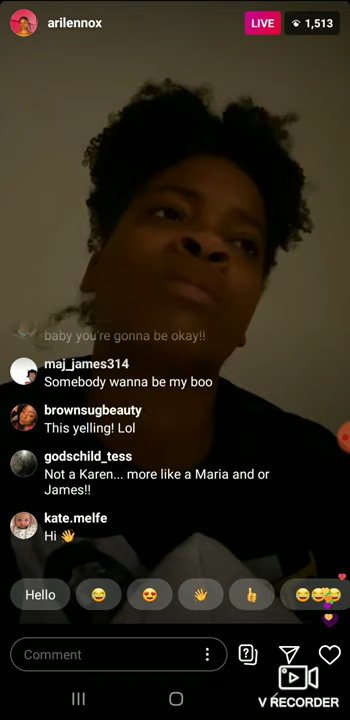 arilennox
LIVE
1,513
baby you're gonna be okay!!
maj_james314
Somebody wanna be my boo
brownsugbeauty
This yelling! Lol
godschild_tess
Not a Karen... more like a Maria and or
James!!
kate.melfe
Hi 👋
Hello 😂 😍 👋 👍 😂😂😂
Comment
V RECORDER